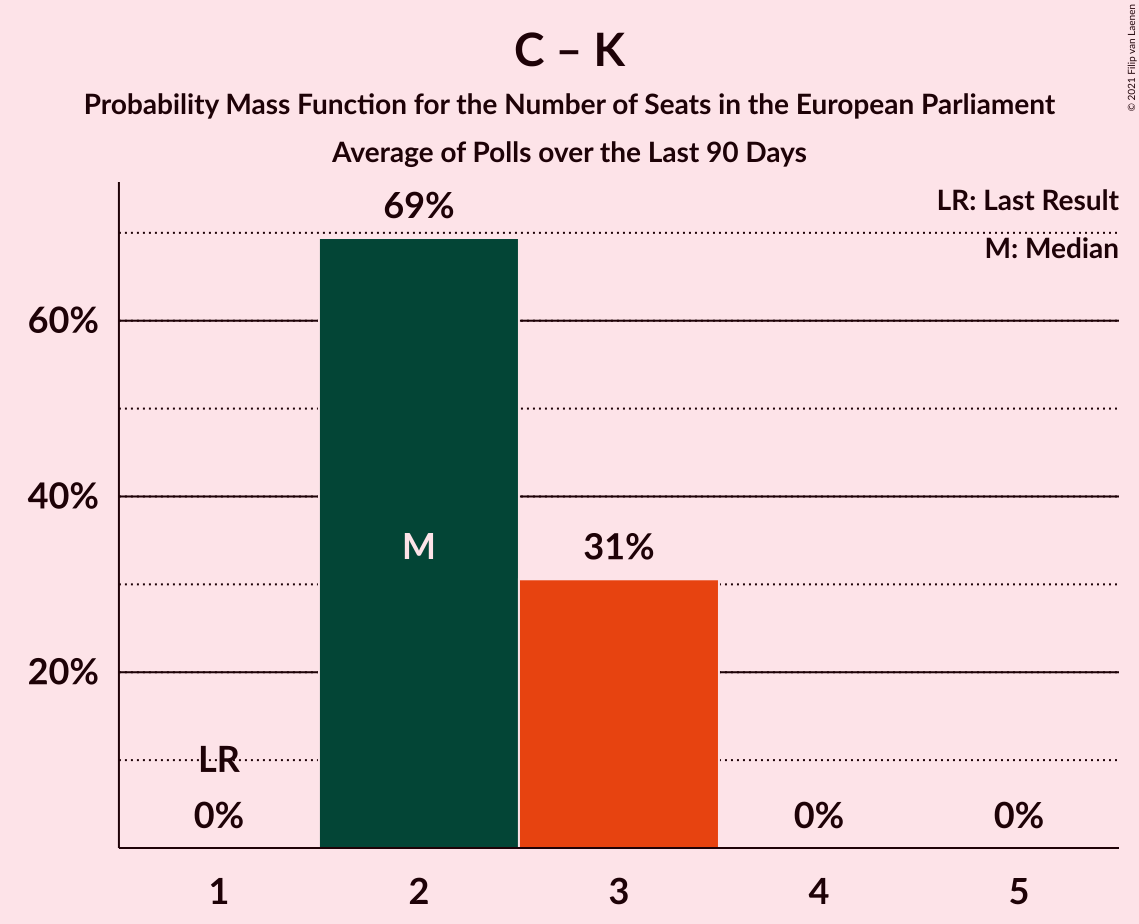 C – K
Probability Mass Function for the Number of Seats in the European Parliament
Average of Polls over the Last 90 Days
© 2021 Filip van Laenen
LR: Last Result
M: Median
69%
60%
40%
M
31%
20%
LR
0%
0%
0%
1
2
3
4
5